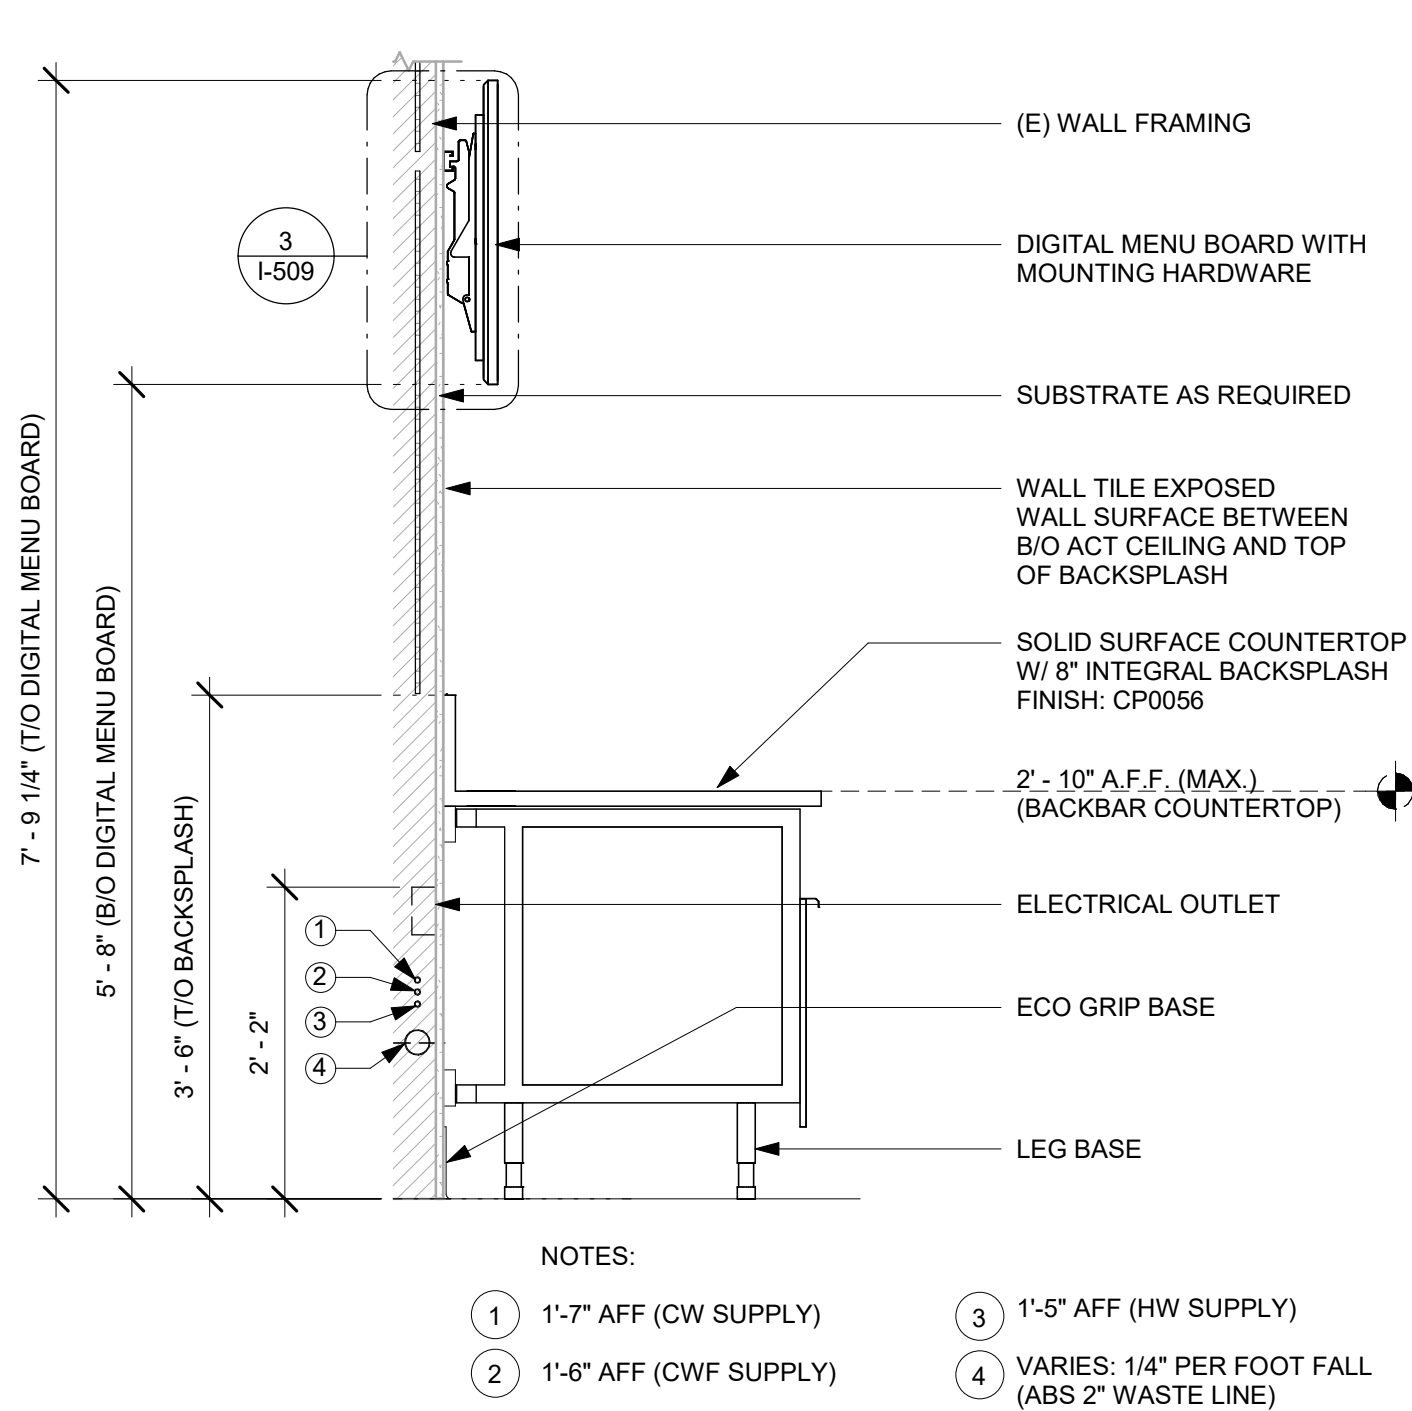 (E) WALL FRAMING
3
I-509
DIGITAL MENU BOARD WITH
MOUNTING HARDWARE
SUBSTRATE AS REQUIRED
WALL TILE EXPOSED
WALL SURFACE BETWEEN
B/O ACT CEILING AND TOP
OF BACKSPLASH
SOLID SURFACE COUNTERTOP
W/ 8" INTEGRAL BACKSPLASH
FINISH: CP0056
2' - 10" A.F.F. (MAX.)
(BACKBAR COUNTERTOP)
ELECTRICAL OUTLET
ECO GRIP BASE
LEG BASE
7' - 9 1/4" (T/O DIGITAL MENU BOARD)
5' - 8" (B/O DIGITAL MENU BOARD)
3' - 6" (T/O BACKSPLASH)
2' - 2"
1
2
3
4
NOTES:
1 1'-7" AFF (CW SUPPLY)
2 1'-6" AFF (CWF SUPPLY)
3 1'-5" AFF (HW SUPPLY)
4 VARIES: 1/4" PER FOOT FALL
(ABS 2" WASTE LINE)